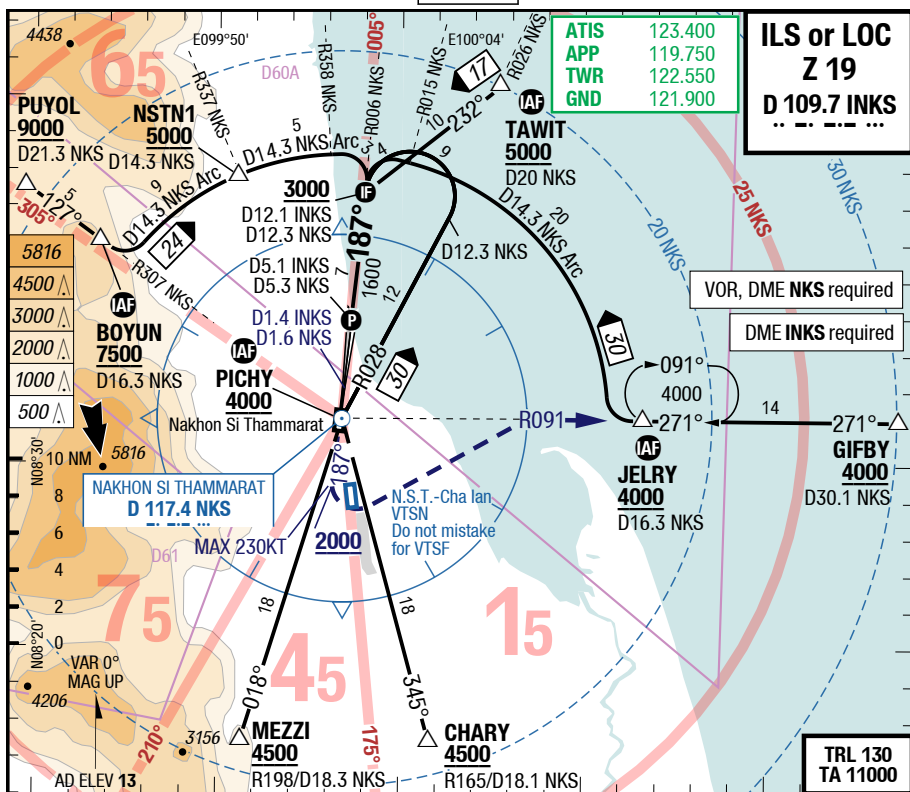 ILS or LOC
Z 19
D 109.7 INKS
ATIS 123.400
APP 119.750
TWR 122.550
GND 121.900
4438
65
E099°50'
E100°04'
D60A
R337 NKS
R358 NKS
005°
R006 NKS
R015 NKS
R026 NKS
17
PUYOL
9000
D21.3 NKS
NSTN1
5000
D14.3 NKS
5
D14.3 NKS Arc
3
4
9
10
232°
IAF
TAWIT
5000
D20 NKS
30 NKS
25 NKS
20 NKS
5
127°
305°
9
D14.3 NKS Arc
24
R307 NKS
3000
IF
D12.1 INKS
D12.3 NKS
187°
D12.3 NKS
20
D14.3 NKS Arc
D5.1 INKS
D5.3 NKS
7
1600
12
P
D1.4 INKS
D1.6 NKS
5816
4500
3000
2000
1000
500
IAF
BOYUN
7500
D16.3 NKS
IAF
PICHY
4000
Nakhon Si Thammarat
R028
30
30
VOR, DME NKS required
DME INKS required
091°
4000
R091
271°
14
271°
IAF
JELRY
4000
D16.3 NKS
GIFBY
4000
D30.1 NKS
N08°30'
10 NM
8
6
4
2
0
N08°20'
5816
NAKHON SI THAMMARAT
D 117.4 NKS
187°
MAX 230KT
2000
N.S.T.-Cha Ian
VTSN
Do not mistake
for VTSF
D61
75
45
15
18
18
VAR 0°
MAG UP
4206
3156
210°
018°
175°
345°
MEZZI
4500
R198/D18.3 NKS
CHARY
4500
R165/D18.1 NKS
AD ELEV 13
TRL 130
TA 11000